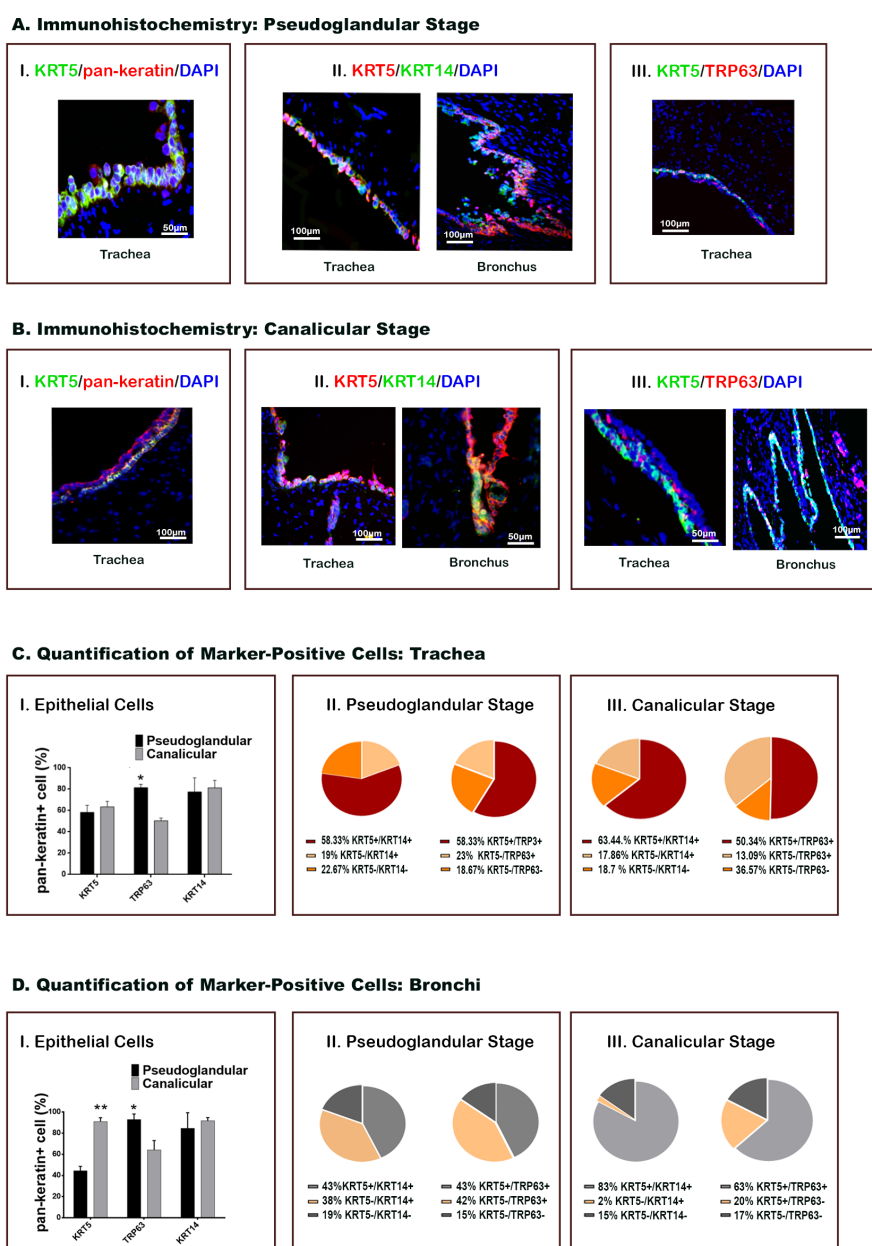 A. Immunohistochemistry: Pseudoglandular Stage
I. KRT5/pan-keratin/DAPI
50µm
Trachea
II. KRT5/KRT14/DAPI
100µm
Trachea
100µm
Bronchus
III. KRT5/TRP63/DAPI
100µm
Trachea
B. Immunohistochemistry: Canalicular Stage
I. KRT5/pan-keratin/DAPI
100µm
Trachea
II. KRT5/KRT14/DAPI
100µm
Trachea
50µm
Bronchus
III. KRT5/TRP63/DAPI
50µm
Trachea
100µm
Bronchus
C. Quantification of Marker-Positive Cells: Trachea
I. Epithelial Cells
Pseudoglandular
Canalicular
pan-keratin+ cell (%)
100
80
60
40
20
0
*
KRT5
TRP63
KRT14
II. Pseudoglandular Stage
58.33% KRT5+/KRT14+
19% KRT5-/KRT14+
22.67% KRT5-/KRT14-
58.33% KRT5+/TRP3+
23% KRT5-/TRP63+
18.67% KRT5-/TRP63-
III. Canalicular Stage
63.44.% KRT5+/KRT14+
17.86% KRT5-/KRT14+
18.7 % KRT5-/KRT14-
50.34% KRT5+/TRP63+
13.09% KRT5-/TRP63+
36.57% KRT5-/TRP63-
D. Quantification of Marker-Positive Cells: Bronchi
I. Epithelial Cells
Pseudoglandular
Canalicular
pan-keratin+ cell (%)
100
80
60
40
20
0
**
*
KRT5
TRP63
KRT14
II. Pseudoglandular Stage
43%KRT5+/KRT14+
38% KRT5-/KRT14+
19% KRT5-/KRT14-
43% KRT5+/TRP63+
42% KRT5-/TRP63+
15% KRT5-/TRP63-
III. Canalicular Stage
83% KRT5+/KRT14+
2% KRT5-/KRT14+
15% KRT5-/KRT14-
63% KRT5+/TRP63+
20% KRT5+/TRP63-
17% KRT5-/TRP63-